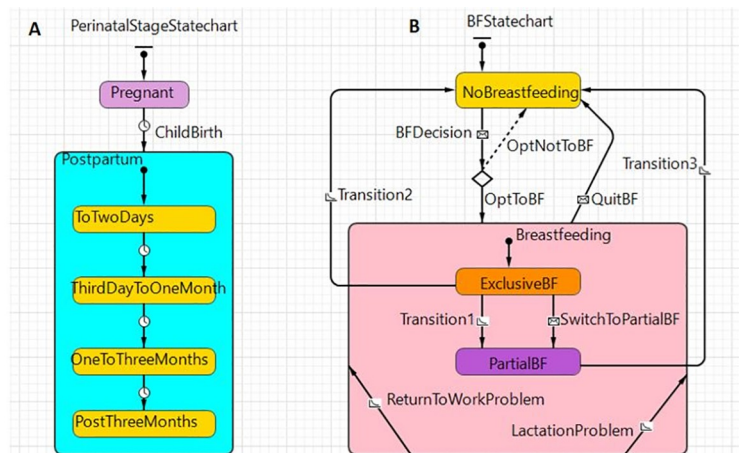 A
PerinatalStageStatechart
Pregnant
ChildBirth
Postpartum
ToTwoDays
ThirdDayToOneMonth
OneToThreeMonths
PostThreeMonths
B
BFStatechart
NoBreastfeeding
BFDecision
OptNotToBF
Transition3
Transition2
OptToBF
QuitBF
Breastfeeding
ExclusiveBF
Transition1
SwitchToPartialBF
PartialBF
ReturnToWorkProblem
LactationProblem